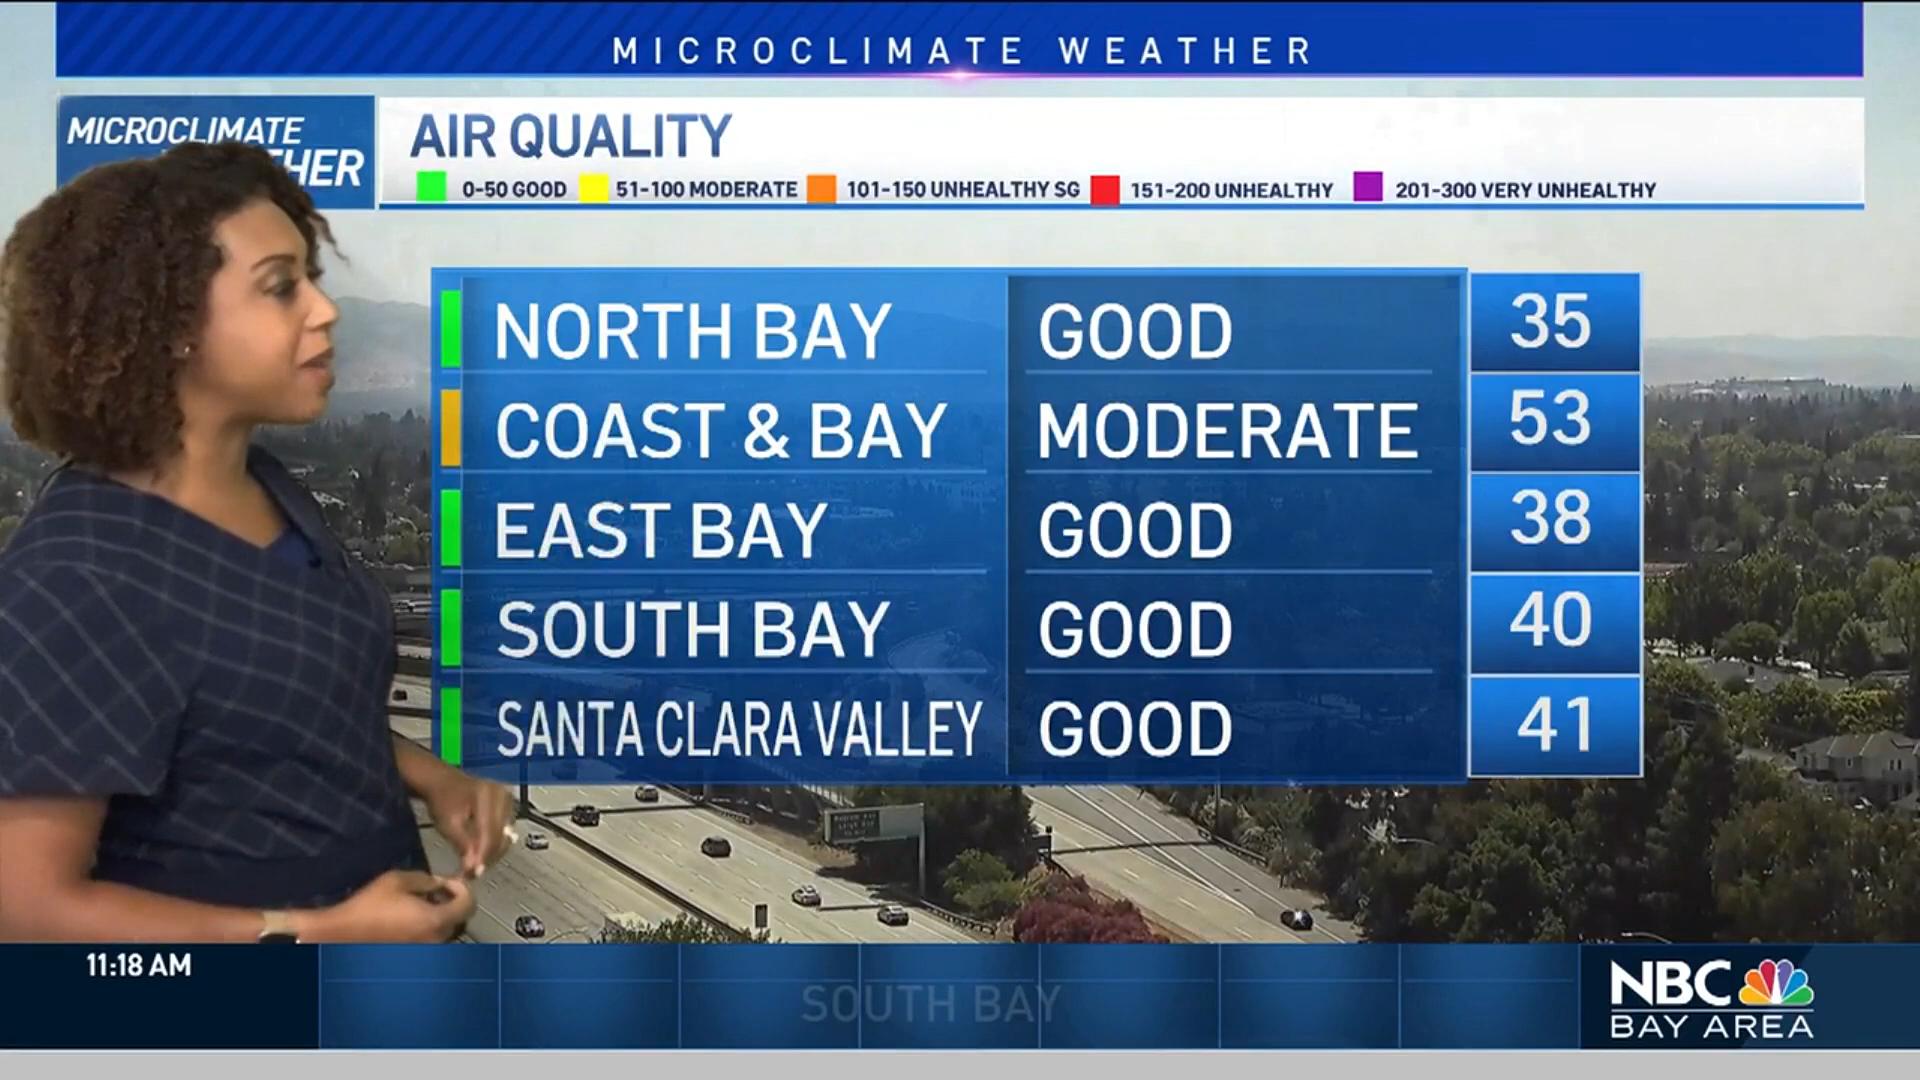 MICROCLIMATE WEATHER
MICROCLIMATE
HER
AIR QUALITY
0-50 GOOD 51-100 MODERATE 101-150 UNHEALTHY SG 151-200 UNHEALTHY 201-300 VERY UNHEALTHY
NORTH BAY GOOD 35
COAST & BAY MODERATE 53
EAST BAY GOOD 38
SOUTH BAY GOOD 40
SANTA CLARA VALLEY GOOD 41
11:18 AM
SOUTH BAY
NBC
BAY AREA